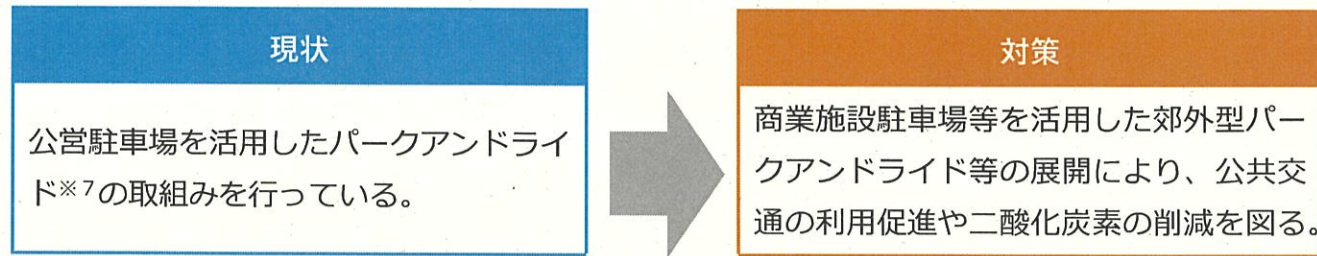 現状
公営駐車場を活用したパークアンドライ
ド※7の取組みを行っている。
対策
商業施設駐車場等を活用した郊外型パー
クアンドライド等の展開により、公共交
通の利用促進や二酸化炭素の削減を図る。